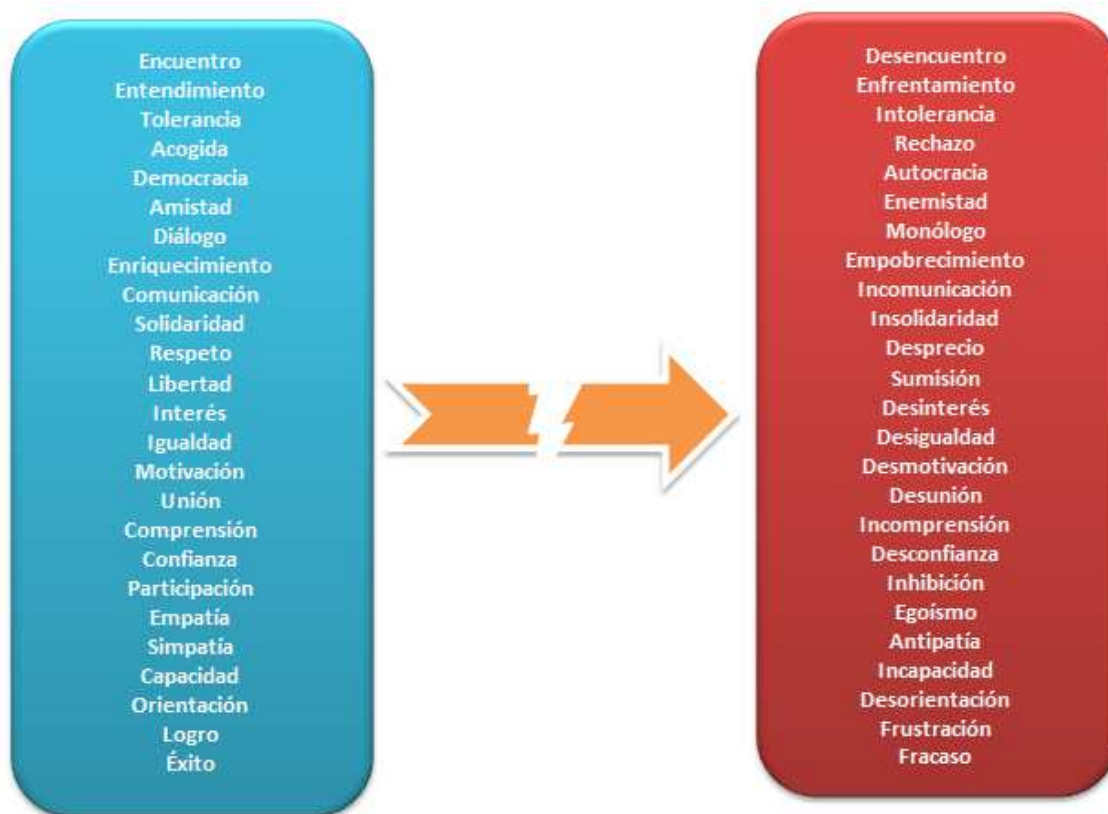 Encuentro
Entendimiento
Tolerancia
Acogida
Democracia
Amistad
Diálogo
Enriquecimiento
Comunicación
Solidaridad
Respeto
Libertad
Interés
Igualdad
Motivación
Unión
Comprensión
Confianza
Participación
Empatía
Simpatía
Capacidad
Orientación
Logro
Éxito
Desencuentro
Enfrentamiento
Intolerancia
Rechazo
Autocracia
Enemistad
Monólogo
Empobrecimiento
Incomunicación
Insolidaridad
Desprecio
Sumisión
Desinterés
Desigualdad
Desmotivación
Desunión
Incomprensión
Desconfianza
Inhibición
Egoísmo
Antipatía
Incapacidad
Desorientación
Frustración
Fracaso